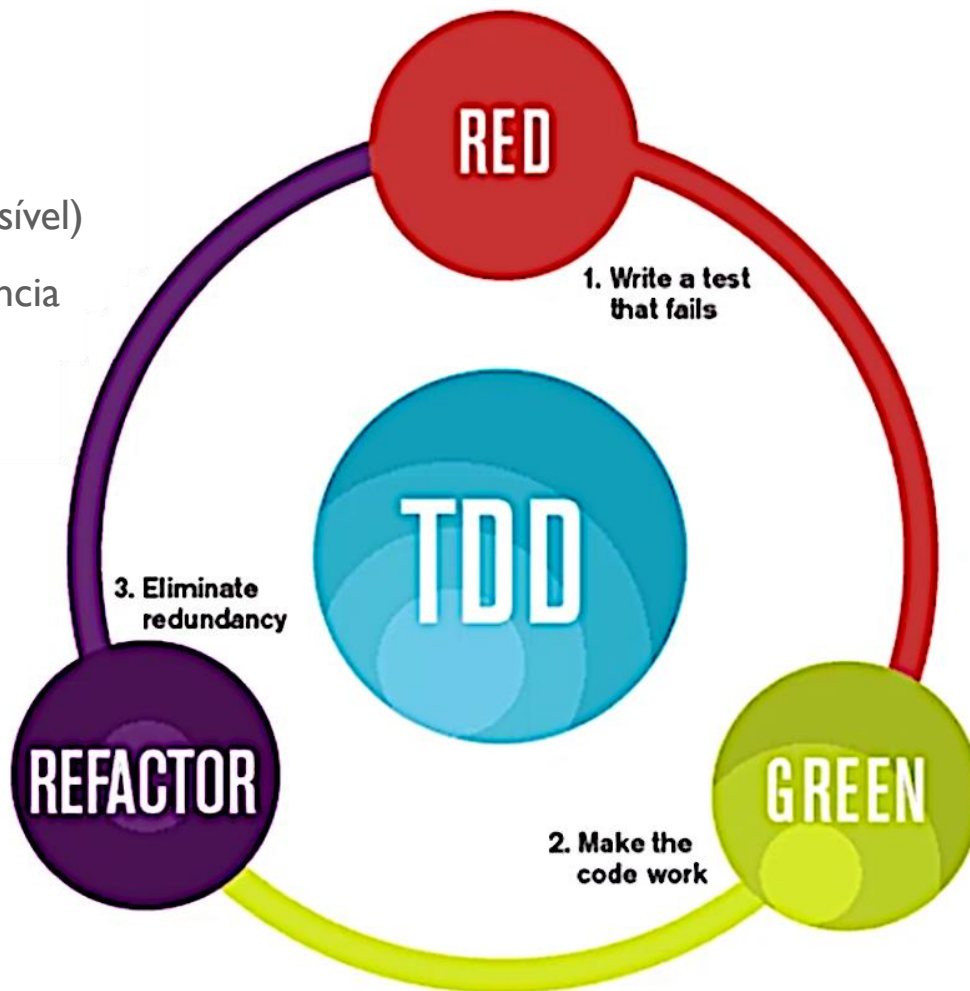 RED
sível)
ncia
1. Write a test
that fails
TDD
3. Eliminate
redundancy
REFACTOR
GREEN
2. Make the
code work